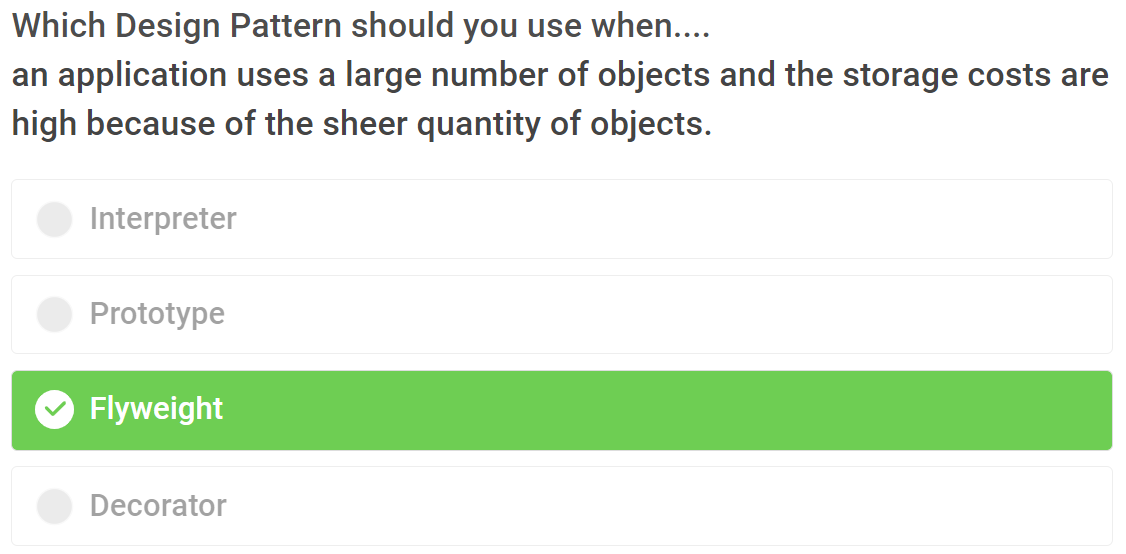 Which Design Pattern should you use when....
an application uses a large number of objects and the storage costs are
high because of the sheer quantity of objects.
Interpreter
Prototype
Flyweight
Decorator